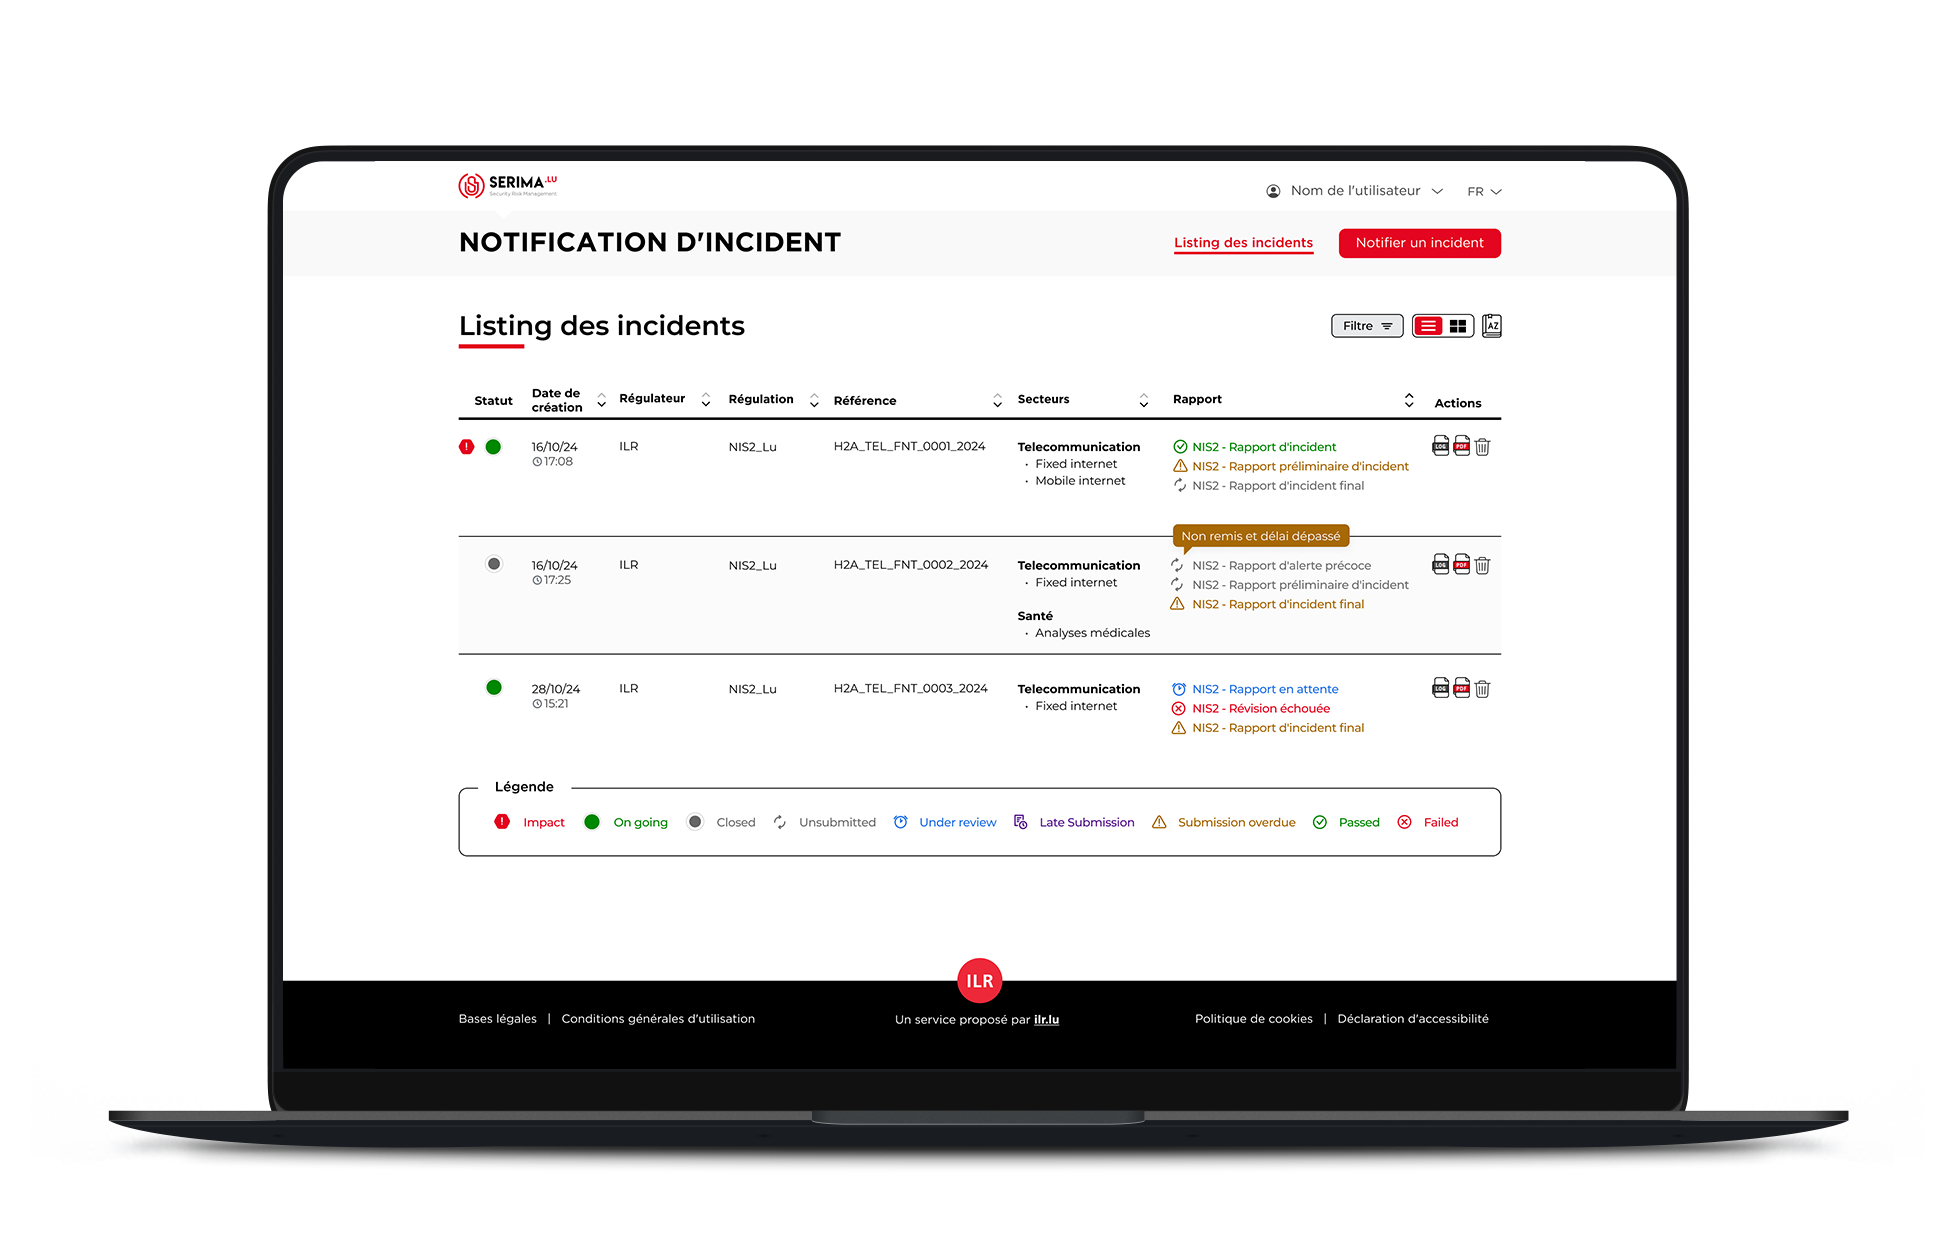 SERIMA.LU
Security Risk Management
Nom de l'utilisateur
FR
NOTIFICATION D'INCIDENT
Listing des incidents
Notifier un incident
Listing des incidents
Filtre
AZ
Statut
Date de
création
Régulateur
Régulation
Référence
Secteurs
Rapport
Actions
16/10/24
17:08
ILR
NIS2_Lu
H2A_TEL_FNT_0001_2024
Telecommunication
· Fixed internet
· Mobile internet
NIS2 - Rapport d'incident
NIS2 - Rapport préliminaire d'incident
NIS2 - Rapport d'incident final
LOG
PDF
Non remis et délai dépassé
16/10/24
17:25
ILR
NIS2_Lu
H2A_TEL_FNT_0002_2024
Telecommunication
· Fixed internet
Santé
· Analyses médicales
NIS2 - Rapport d'alerte précoce
NIS2 - Rapport préliminaire d'incident
NIS2 - Rapport d'incident final
LOG
PDF
28/10/24
15:21
ILR
NIS2_Lu
H2A_TEL_FNT_0003_2024
Telecommunication
· Fixed internet
NIS2 - Rapport en attente
NIS2 - Révision échouée
NIS2 - Rapport d'incident final
LOG
PDF
Légende
Impact
On going
Closed
Unsubmitted
Under review
Late Submission
Submission overdue
Passed
Failed
ILR
Bases légales | Conditions générales d'utilisation
Un service proposé par ilr.lu
Politique de cookies | Déclaration d'accessibilité